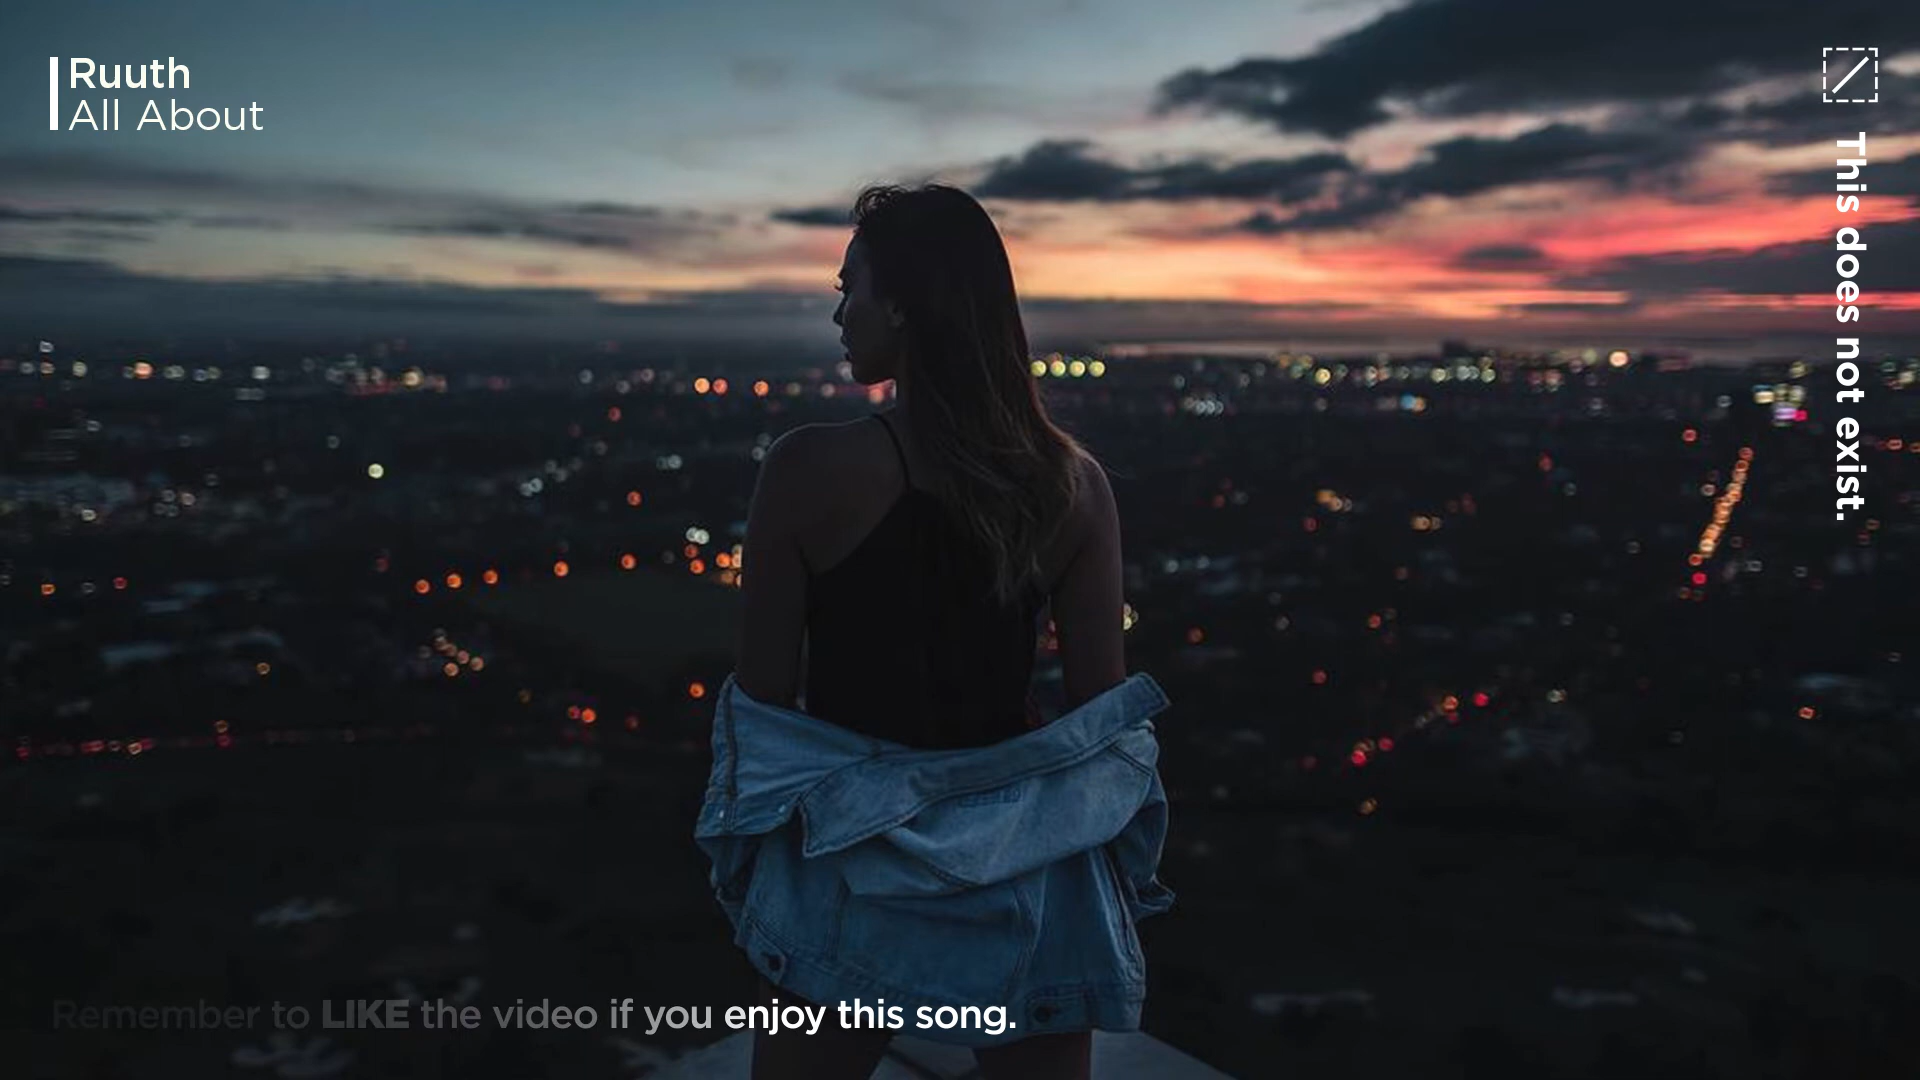 Ruuth
All About
This does not exist.
Remember to LIKE the video if you enjoy this song.